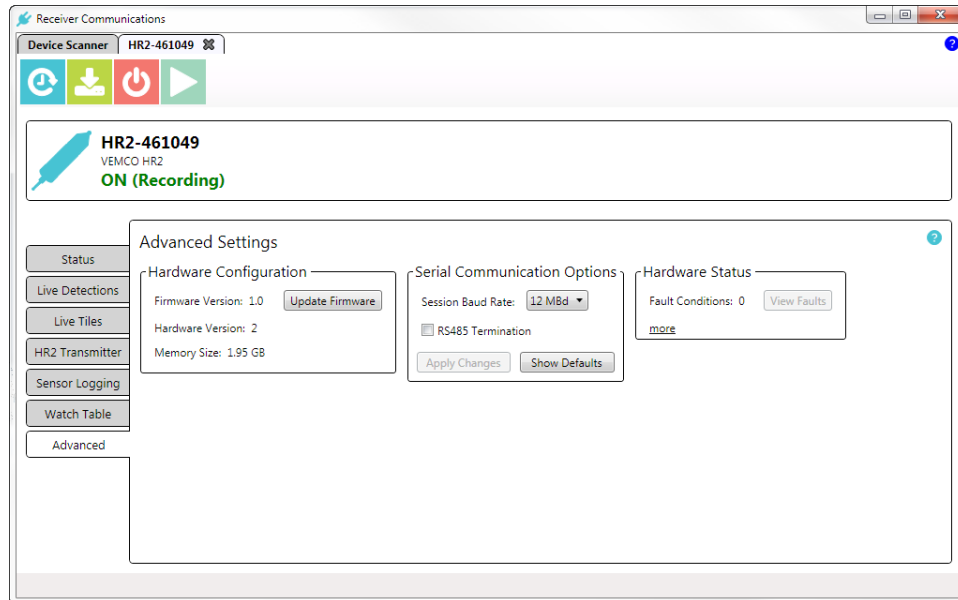 Receiver Communications
Device Scanner
HR2-461049
?
HR2-461049
VEMCO HR2
ON (Recording)
Status
Live Detections
Live Tiles
HR2 Transmitter
Sensor Logging
Watch Table
Advanced
Advanced Settings
?
Hardware Configuration
Firmware Version: 1.0 Update Firmware
Hardware Version: 2
Memory Size: 1.95 GB
Serial Communication Options
Session Baud Rate: 12 MBd
RS485 Termination
Apply Changes Show Defaults
Hardware Status
Fault Conditions: 0 View Faults
more